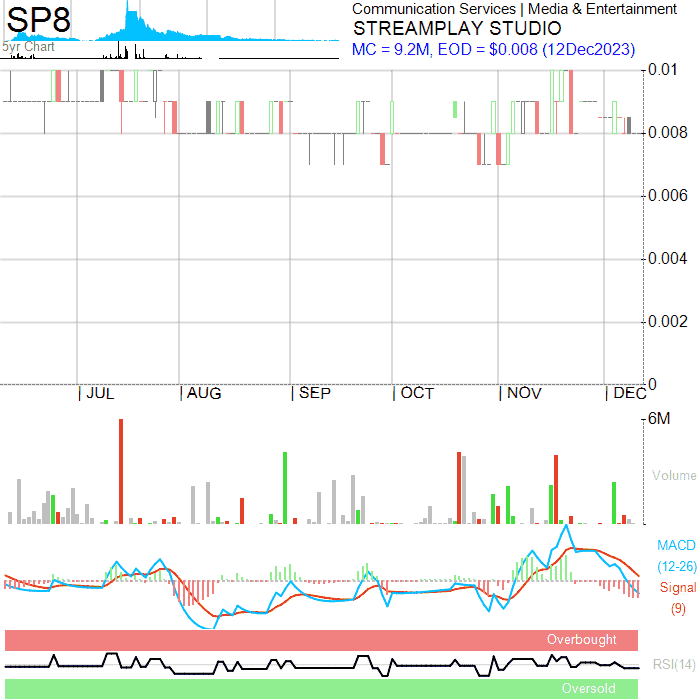 SP8
Communication Services | Media & Entertainment
STREAMPLAY STUDIO
MC = 9.2M, EOD = $0.008 (12Dec2023)
5yr Chart
0.01
0.008
0.006
0.004
0.002
0
| JUL | AUG | SEP | OCT | NOV | DEC
6M
Volume
MACD
(12-26)
Signal
(9)
Overbought
RSI(14)
Oversold